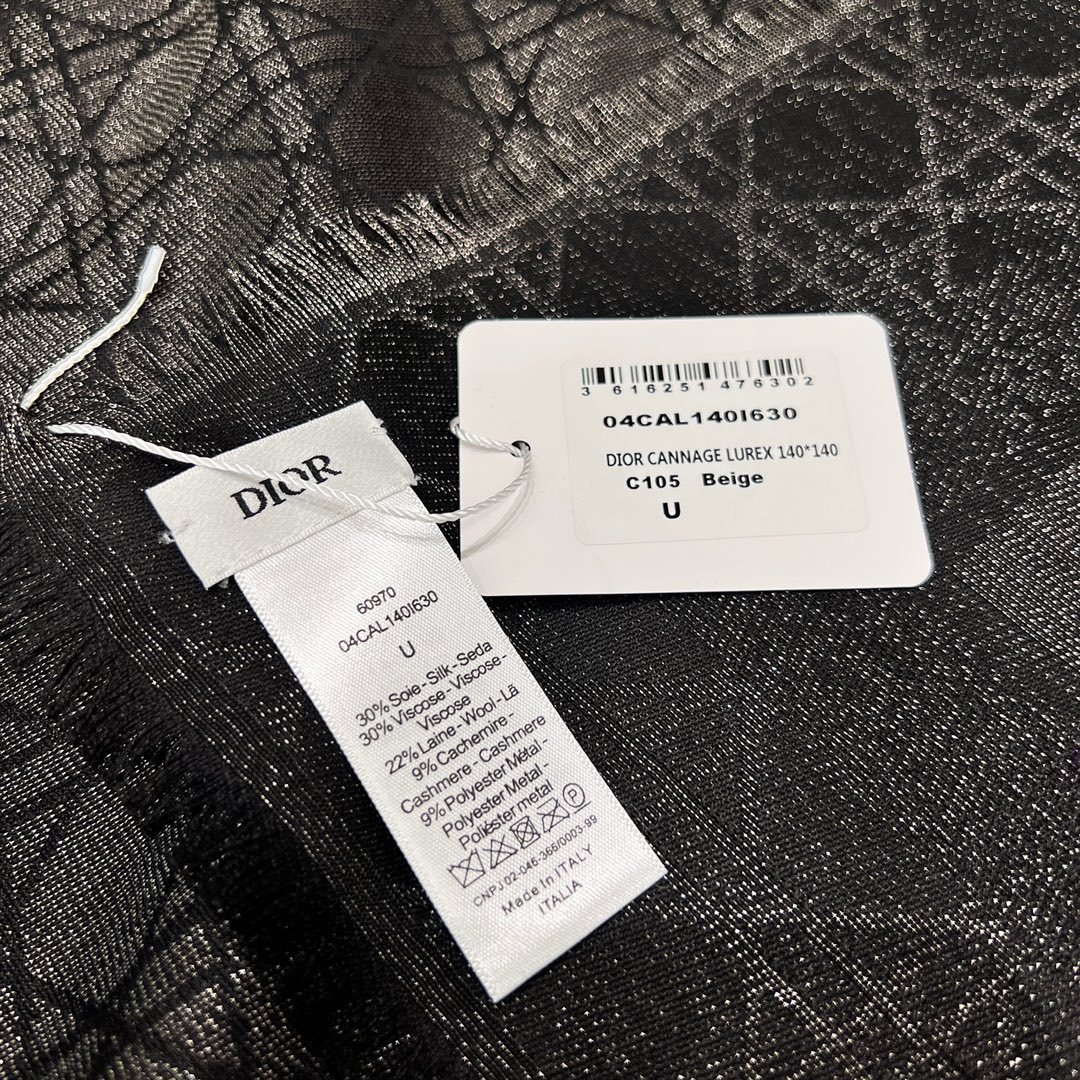 3 616251 476302
04CAL140I630
DIOR CANNAGE LUREX 140*140
C105 Beige
U
DIOR
60970
04CAL140I630
U
30% Soie-Silk-Seda
30% Viscose-Viscose-
Viscose
22% Laine-Wool-Lã
9% Cachemire-
Cashmere-Cashmere
9% Polyester Métal-
Polyester Metal-
Poliéster metal
P
CNPJ 02-046-366/0003-99
Made In ITALY
ITALIA